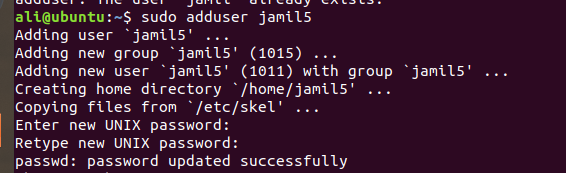 adduser: The user `jamil' already exists.
ali@ubuntu:~$ sudo adduser jamil5
Adding user `jamil5' ...
Adding new group `jamil5' (1015) ...
Adding new user `jamil5' (1011) with group `jamil5' ...
Creating home directory `/home/jamil5' ...
Copying files from `/etc/skel' ...
Enter new UNIX password:
Retype new UNIX password:
passwd: password updated successfully